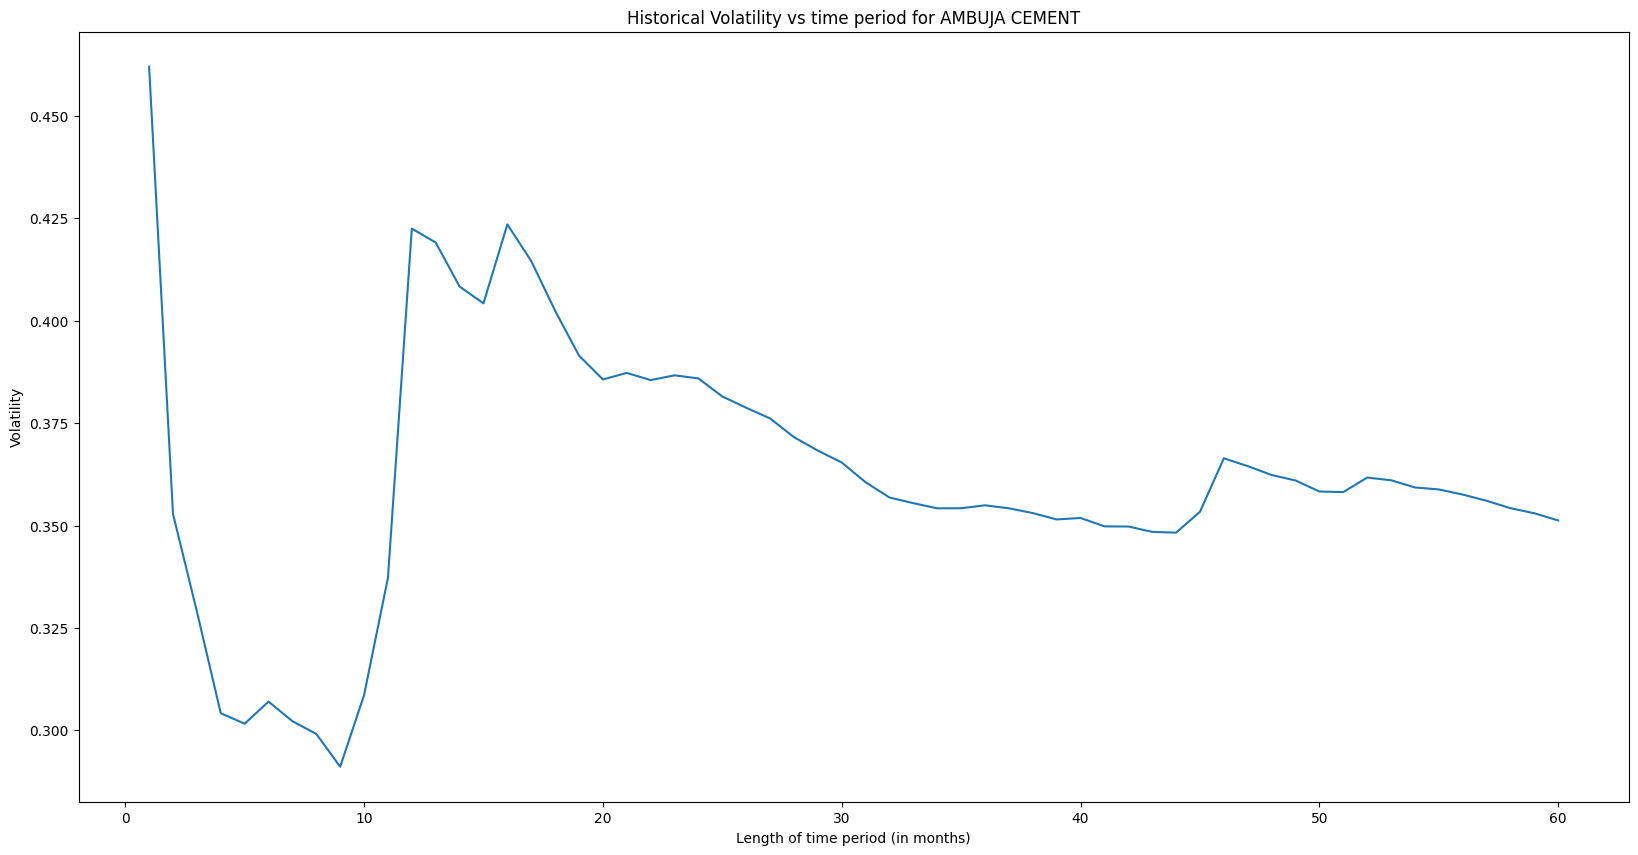 Historical Volatility vs time period for AMBUJA CEMENT
Volatility
0.450
0.425
0.400
0.375
0.350
0.325
0.300
0 10 20 30 40 50 60
Length of time period (in months)